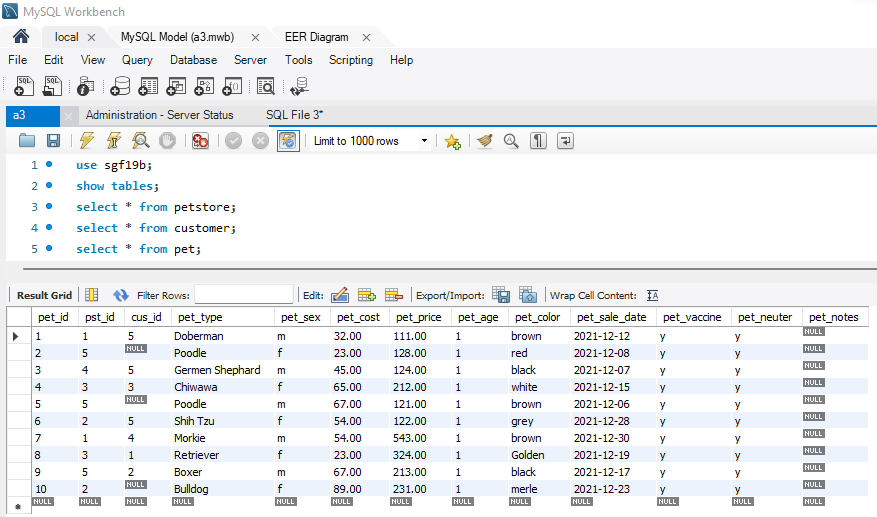 MySQL Workbench
local MySQL Model (a3.mwb) EER Diagram
File Edit View Query Database Server Tools Scripting Help
SQL SQL
a3 Administration - Server Status SQL File 3*
Limit to 1000 rows
1 use sgf19b;
2 show tables;
3 select * from petstore;
4 select * from customer;
5 select * from pet;
Result Grid Filter Rows: Edit: Export/Import: Wrap Cell Content: IA
pet_id pst_id cus_id pet_type pet_sex pet_cost pet_price pet_age pet_color pet_sale_date pet_vaccine pet_neuter pet_notes
1 1 5 Doberman m 32.00 111.00 1 brown 2021-12-12 y y NULL
2 5 NULL Poodle f 23.00 128.00 1 red 2021-12-08 y y NULL
3 4 5 Germen Shephard m 45.00 124.00 1 black 2021-12-07 y y NULL
4 3 3 Chiwawa f 65.00 212.00 1 white 2021-12-15 y y NULL
5 5 NULL Poodle m 67.00 121.00 1 brown 2021-12-06 y y NULL
6 2 5 Shih Tzu f 54.00 122.00 1 grey 2021-12-28 y y NULL
7 1 4 Morkie m 54.00 543.00 1 brown 2021-12-30 y y NULL
8 3 1 Retriever f 23.00 324.00 1 Golden 2021-12-19 y y NULL
9 5 2 Boxer m 67.00 213.00 1 black 2021-12-17 y y NULL
10 2 NULL Bulldog f 89.00 231.00 1 merle 2021-12-23 y y NULL
NULL NULL NULL NULL NULL NULL NULL NULL NULL NULL NULL NULL NULL